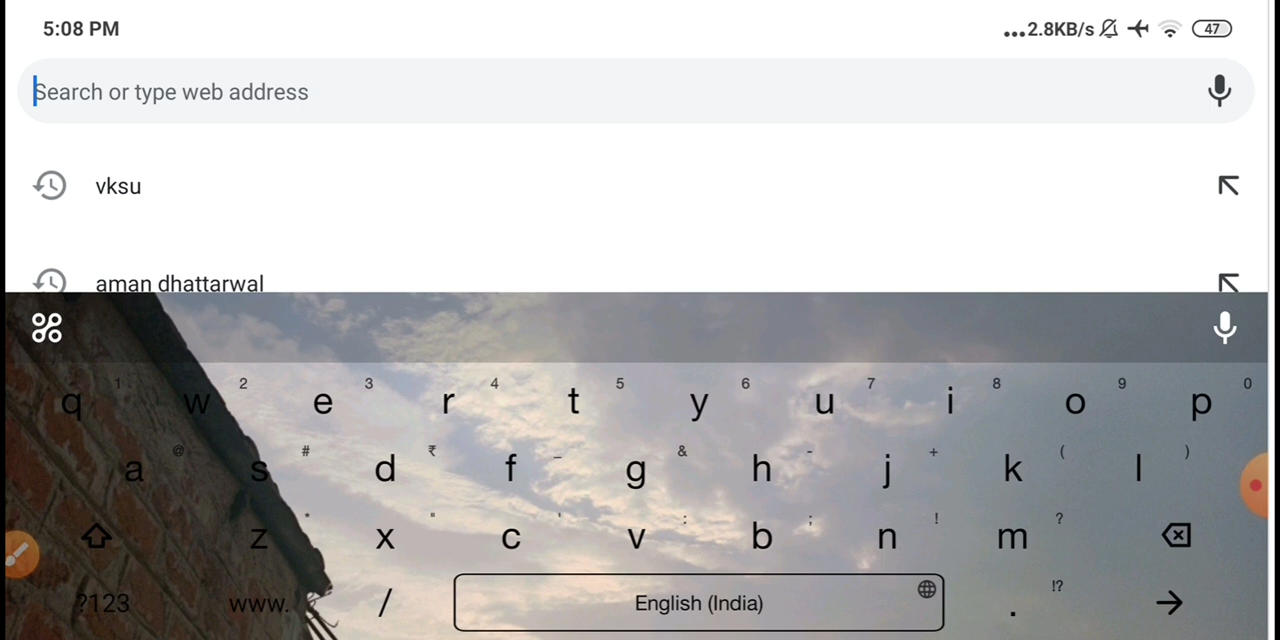 5:08 PM ...2.8KB/s 47
Search or type web address
vksu
aman dhattarwal
1 2 3 4 5 6 7 8 9 0
q w e r t y u i o p
@ # ₹ _ & - + ( )
a s d f g h j k l
* " ' : ; ! ?
z x c v b n m
!?
?123 www. / English (India) .